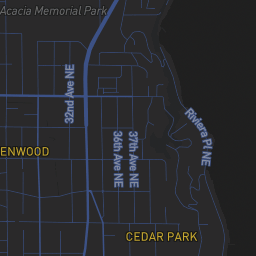 Acacia Memorial Park
32nd Ave NE
36th Ave NE
37th Ave NE
Riviera Pl NE
ENWOOD
CEDAR PARK